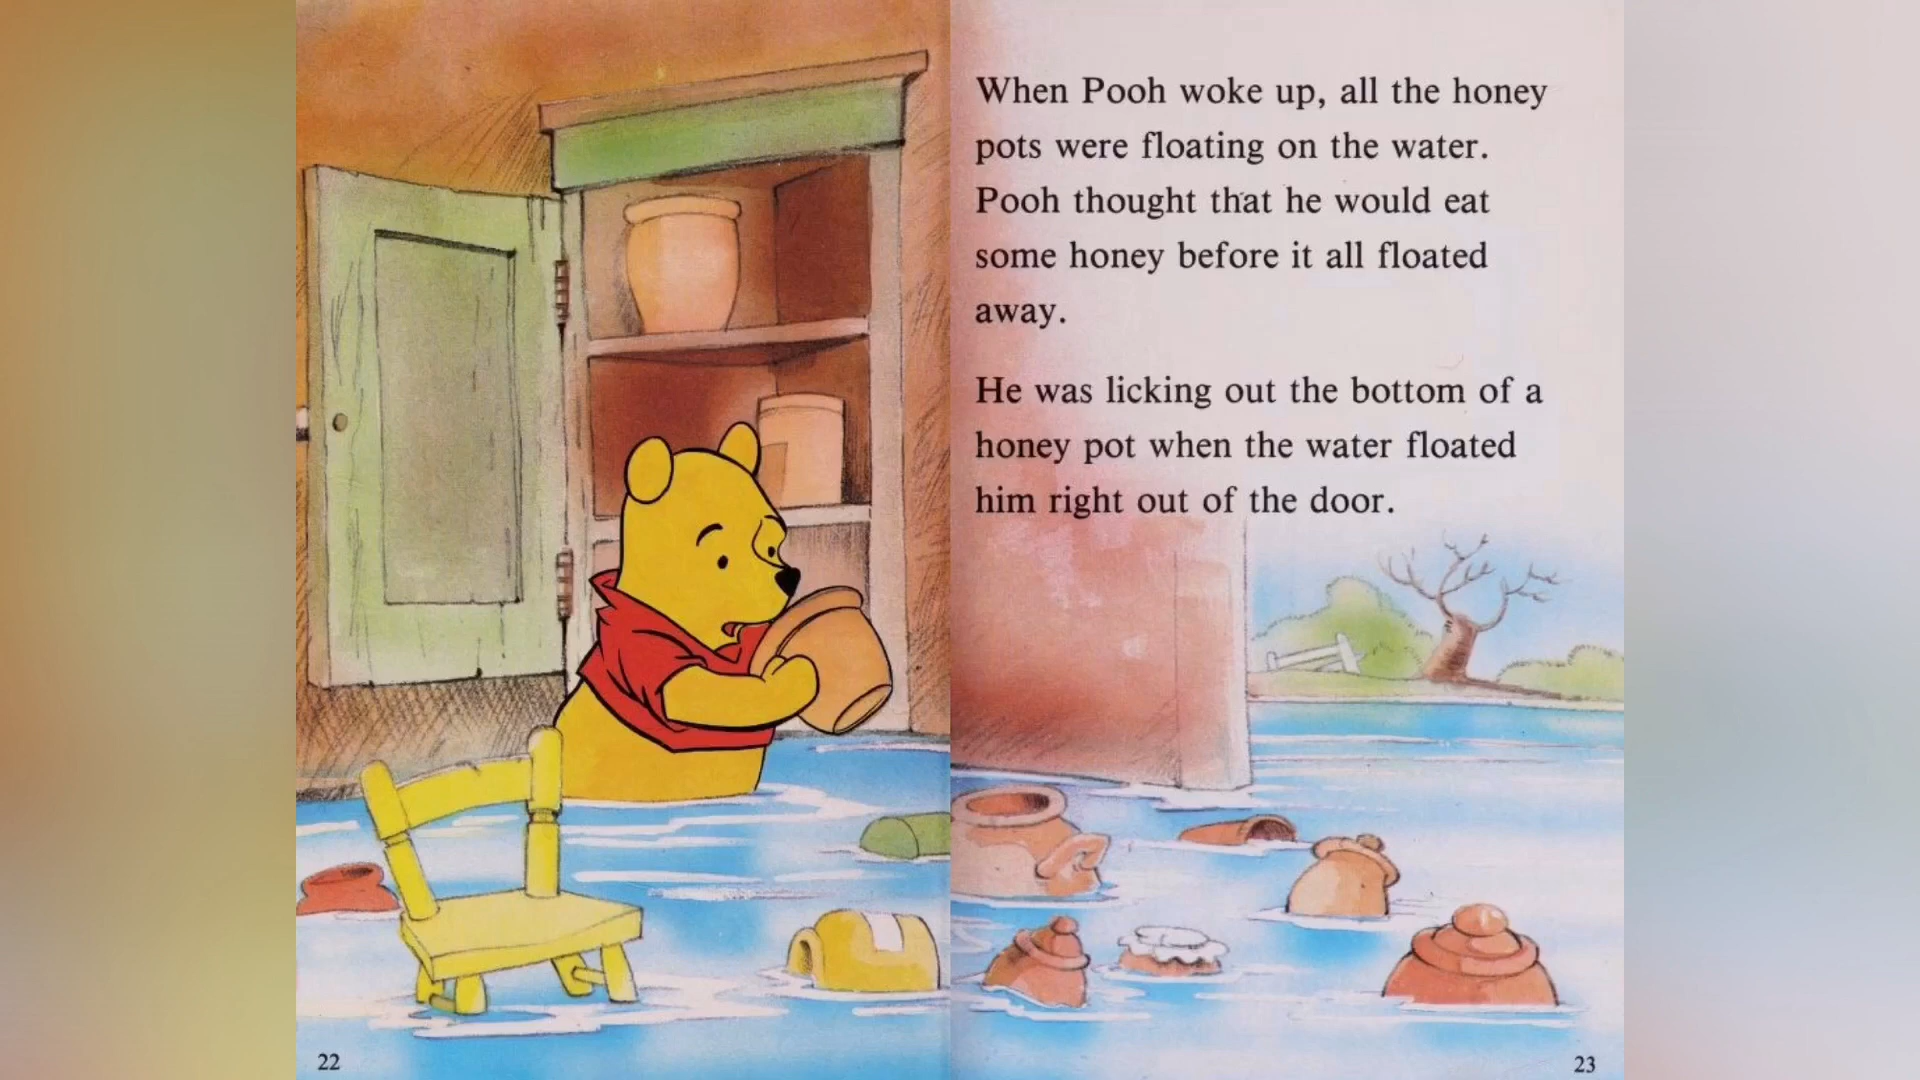 When Pooh woke up, all the honey
pots were floating on the water.
Pooh thought that he would eat
some honey before it all floated
away.
He was licking out the bottom of a
honey pot when the water floated
him right out of the door.
22
23